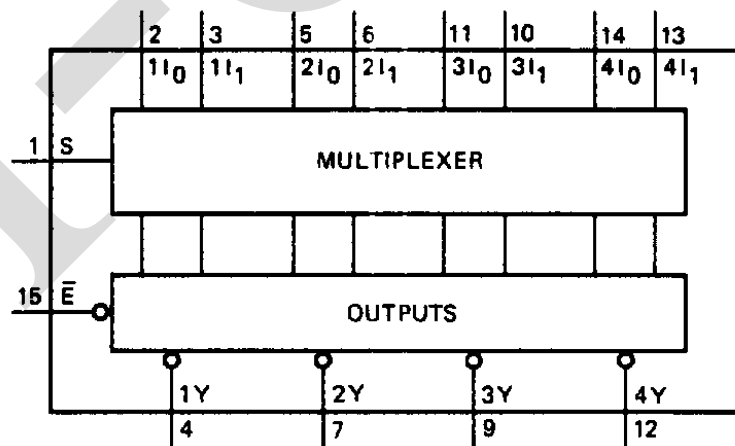 2 3 5 6 11 10 14 13
1I₀ 1I₁ 2I₀ 2I₁ 3I₀ 3I₁ 4I₀ 4I₁
1 S
MULTIPLEXER
15 E̅
OUTPUTS
1Y 2Y 3Y 4Y
4 7 9 12